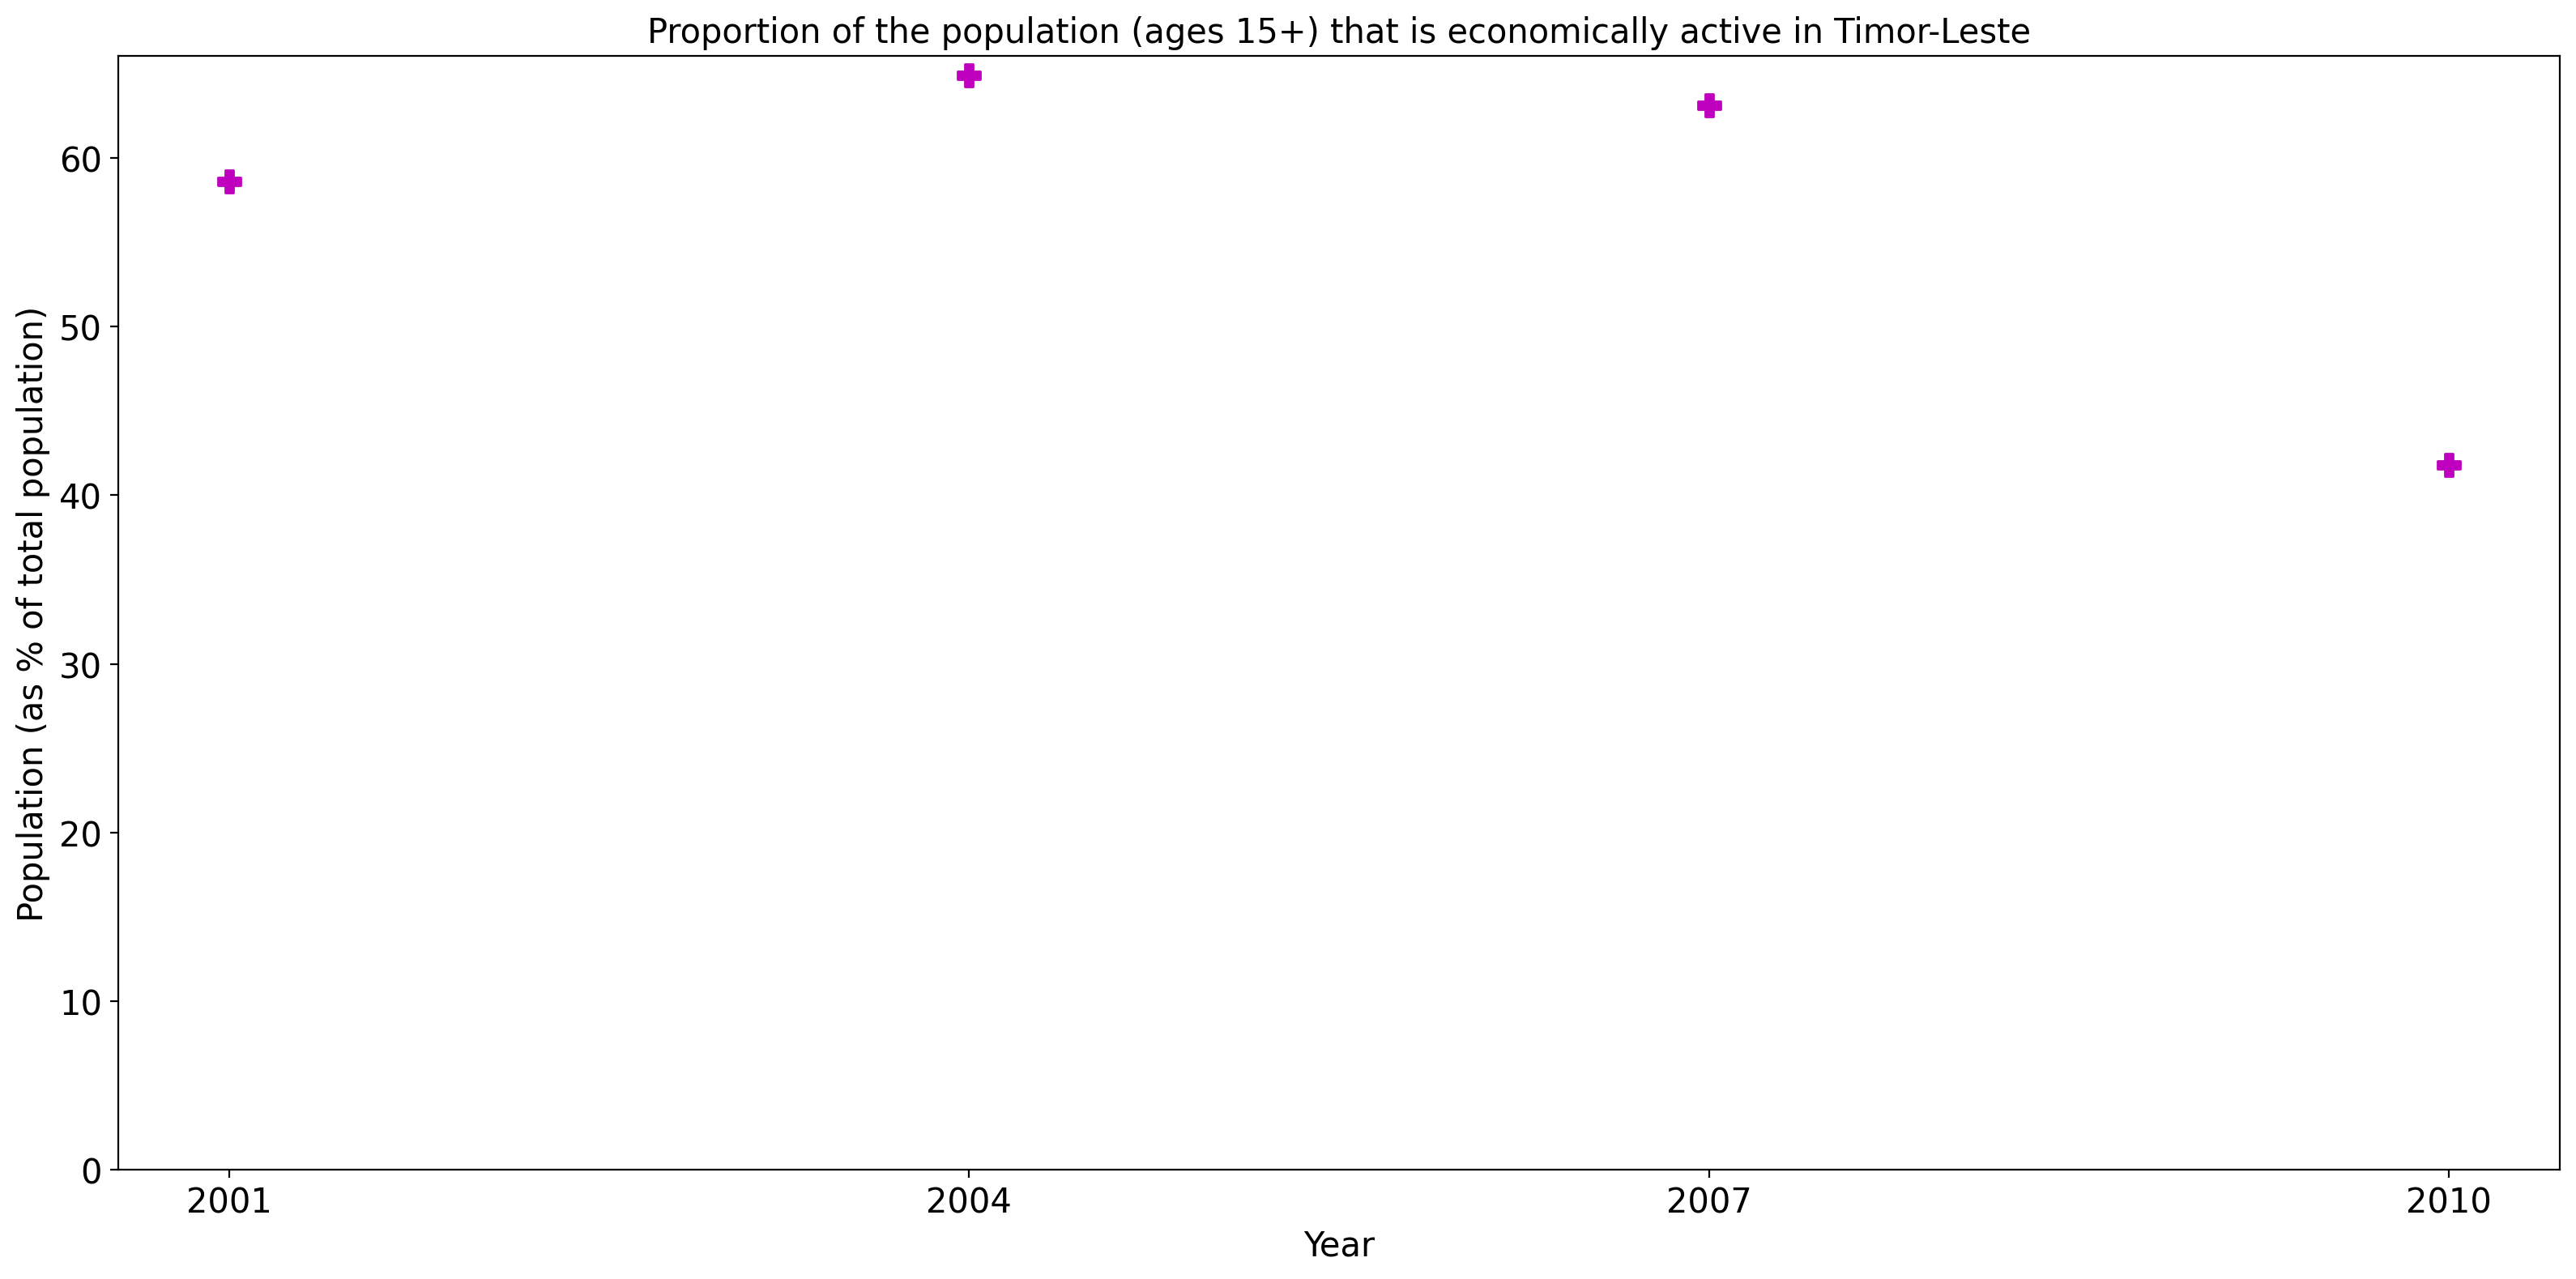 Proportion of the population (ages 15+) that is economically active in Timor-Leste
Population (as % of total population)
60
50
40
30
20
10
0
2001 2004 2007 2010
Year